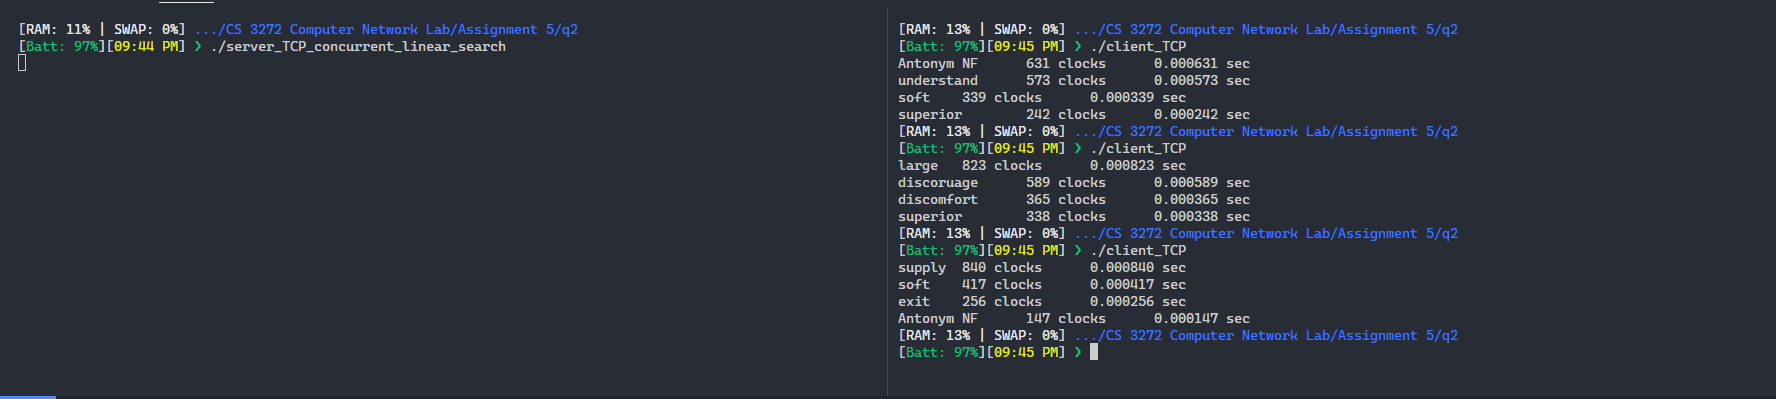 [RAM: 11% | SWAP: 0%] .../CS 3272 Computer Network Lab/Assignment 5/q2
[Batt: 97%][09:44 PM] ❯ ./server_TCP_concurrent_linear_search
[RAM: 13% | SWAP: 0%] .../CS 3272 Computer Network Lab/Assignment 5/q2
[Batt: 97%][09:45 PM] ❯ ./client_TCP
Antonym NF      631 clocks      0.000631 sec
understand      573 clocks      0.000573 sec
soft    339 clocks      0.000339 sec
superior        242 clocks      0.000242 sec
[RAM: 13% | SWAP: 0%] .../CS 3272 Computer Network Lab/Assignment 5/q2
[Batt: 97%][09:45 PM] ❯ ./client_TCP
large   823 clocks      0.000823 sec
discoruage      589 clocks      0.000589 sec
discomfort      365 clocks      0.000365 sec
superior        338 clocks      0.000338 sec
[RAM: 13% | SWAP: 0%] .../CS 3272 Computer Network Lab/Assignment 5/q2
[Batt: 97%][09:45 PM] ❯ ./client_TCP
supply  840 clocks      0.000840 sec
soft    417 clocks      0.000417 sec
exit    256 clocks      0.000256 sec
Antonym NF      147 clocks      0.000147 sec
[RAM: 13% | SWAP: 0%] .../CS 3272 Computer Network Lab/Assignment 5/q2
[Batt: 97%][09:45 PM] ❯